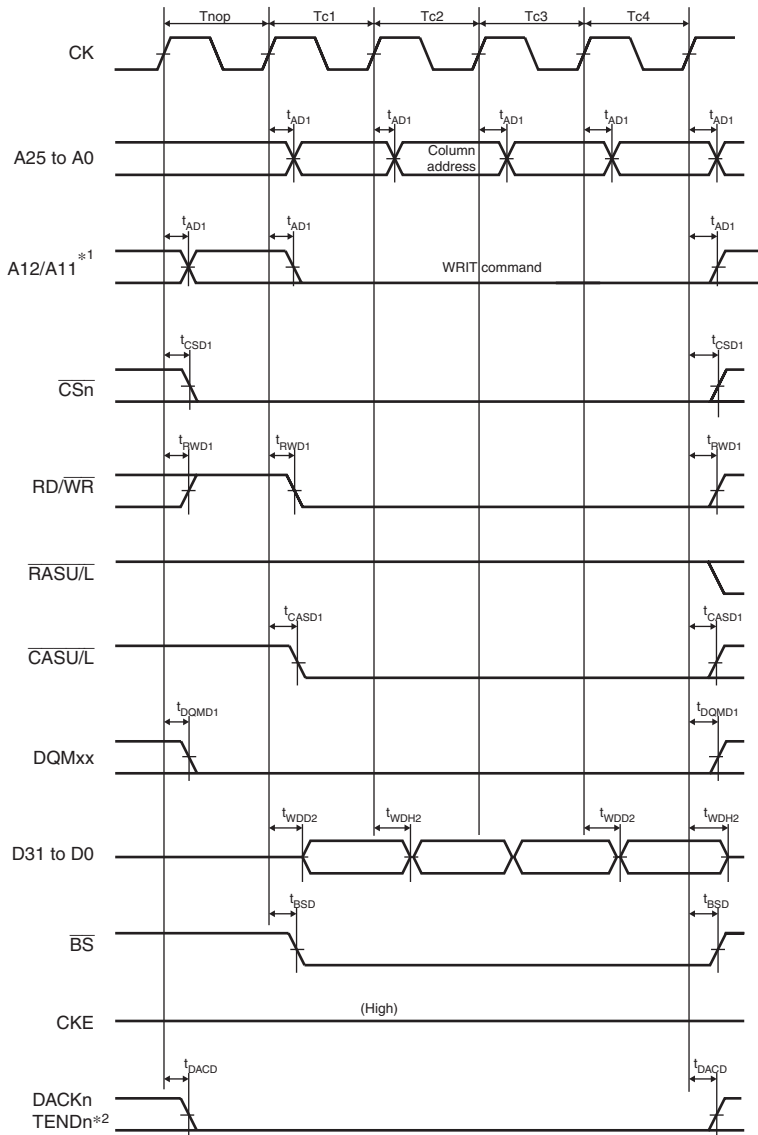 Tnop Tc1 Tc2 Tc3 Tc4
CK
tAD1 tAD1 tAD1 tAD1 tAD1
A25 to A0
Column
address
tAD1 tAD1 tAD1
A12/A11*1
WRIT command
tCSD1 tCSD1
CSn
tRWD1 tRWD1 tRWD1
RD/WR
RASU/L
tCASD1 tCASD1
CASU/L
tDQMD1 tDQMD1
DQMxx
tWDD2 tWDH2 tWDD2 tWDH2
D31 to D0
tBSD tBSD
BS
(High)
CKE
tDACD tDACD
DACKn
TENDn*2